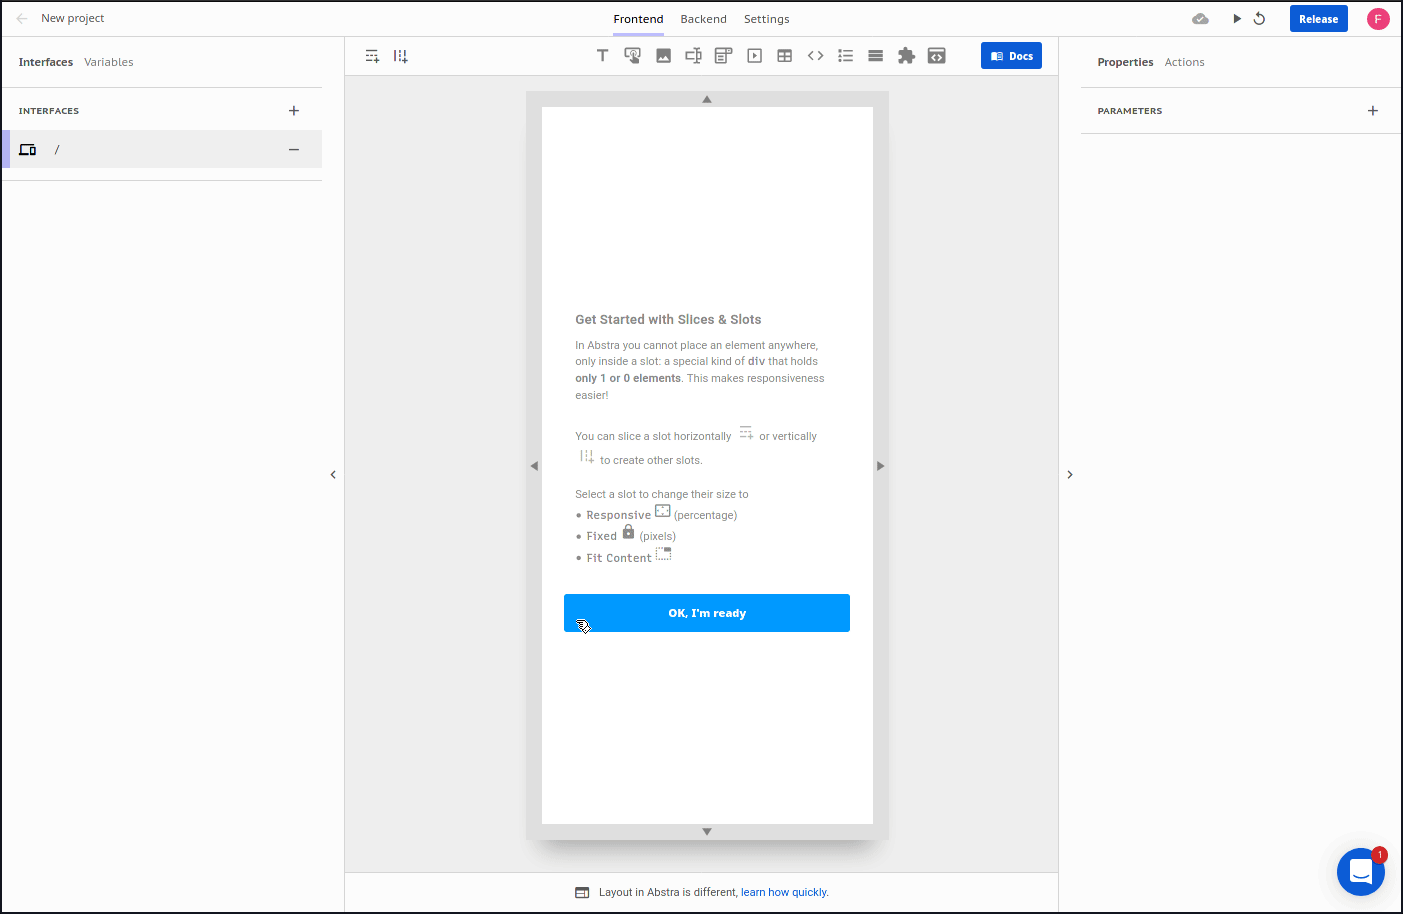 New project
Frontend Backend Settings
Release
F
Interfaces Variables
Docs
Properties Actions
INTERFACES
PARAMETERS
/
Get Started with Slices & Slots
In Abstra you cannot place an element anywhere,
only inside a slot: a special kind of div that holds
only 1 or 0 elements. This makes responsiveness
easier!
You can slice a slot horizontally or vertically
to create other slots.
Select a slot to change their size to
• Responsive (percentage)
• Fixed (pixels)
• Fit Content
OK, I'm ready
1
Layout in Abstra is different, learn how quickly.